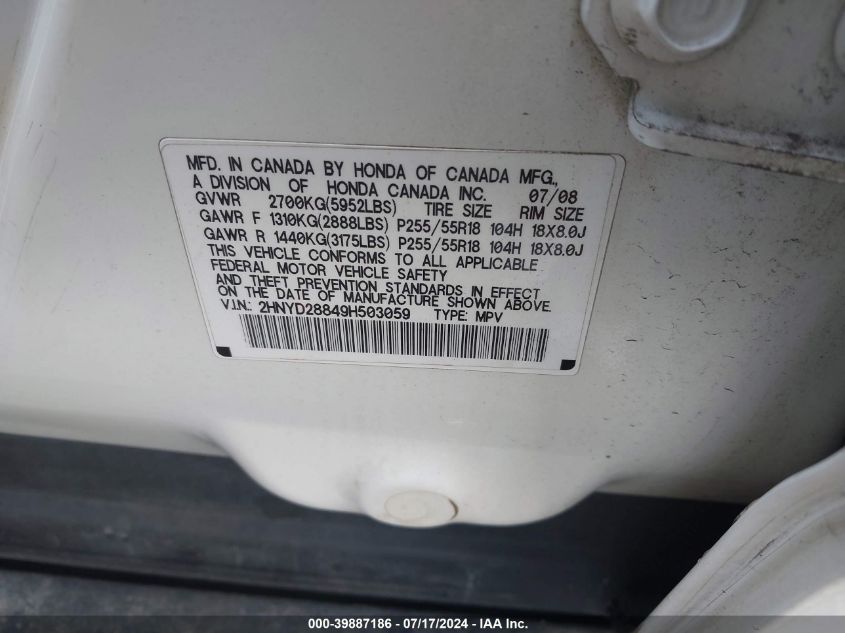 MFD. IN CANADA BY HONDA OF CANADA MFG.,
A DIVISION OF HONDA CANADA INC. 07/08
GVWR 2700KG(5952LBS) TIRE SIZE RIM SIZE
GAWR F 1310KG(2888LBS) P255/55R18 104H 18X8.0J
GAWR R 1440KG(3175LBS) P255/55R18 104H 18X8.0J
THIS VEHICLE CONFORMS TO ALL APPLICABLE
FEDERAL MOTOR VEHICLE SAFETY
AND THEFT PREVENTION STANDARDS IN EFFECT
ON THE DATE OF MANUFACTURE SHOWN ABOVE.
V.I.N.: 2HNYD28849H503059 TYPE: MPV
000-39887186 - 07/17/2024 - IAA Inc.